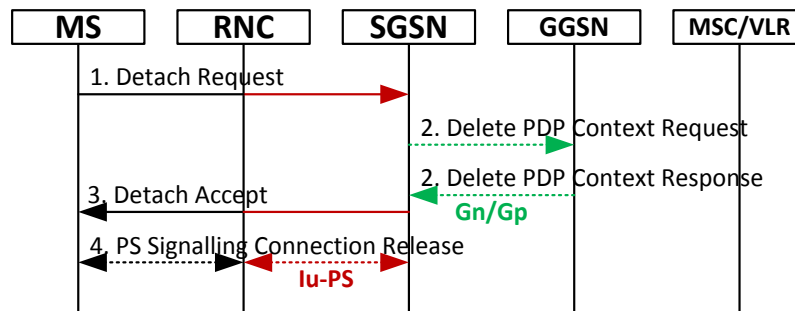 MS RNC SGSN GGSN MSC/VLR
1. Detach Request
2. Delete PDP Context Request
2. Delete PDP Context Response
3. Detach Accept
Gn/Gp
4. PS Signalling Connection Release
Iu-PS